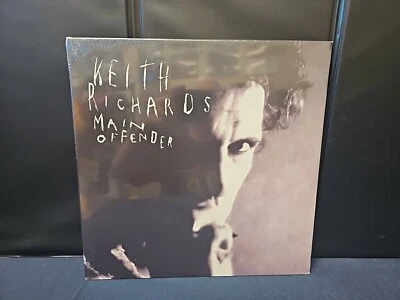 KEITH
RICHARDS
MAIN
OFFENDER